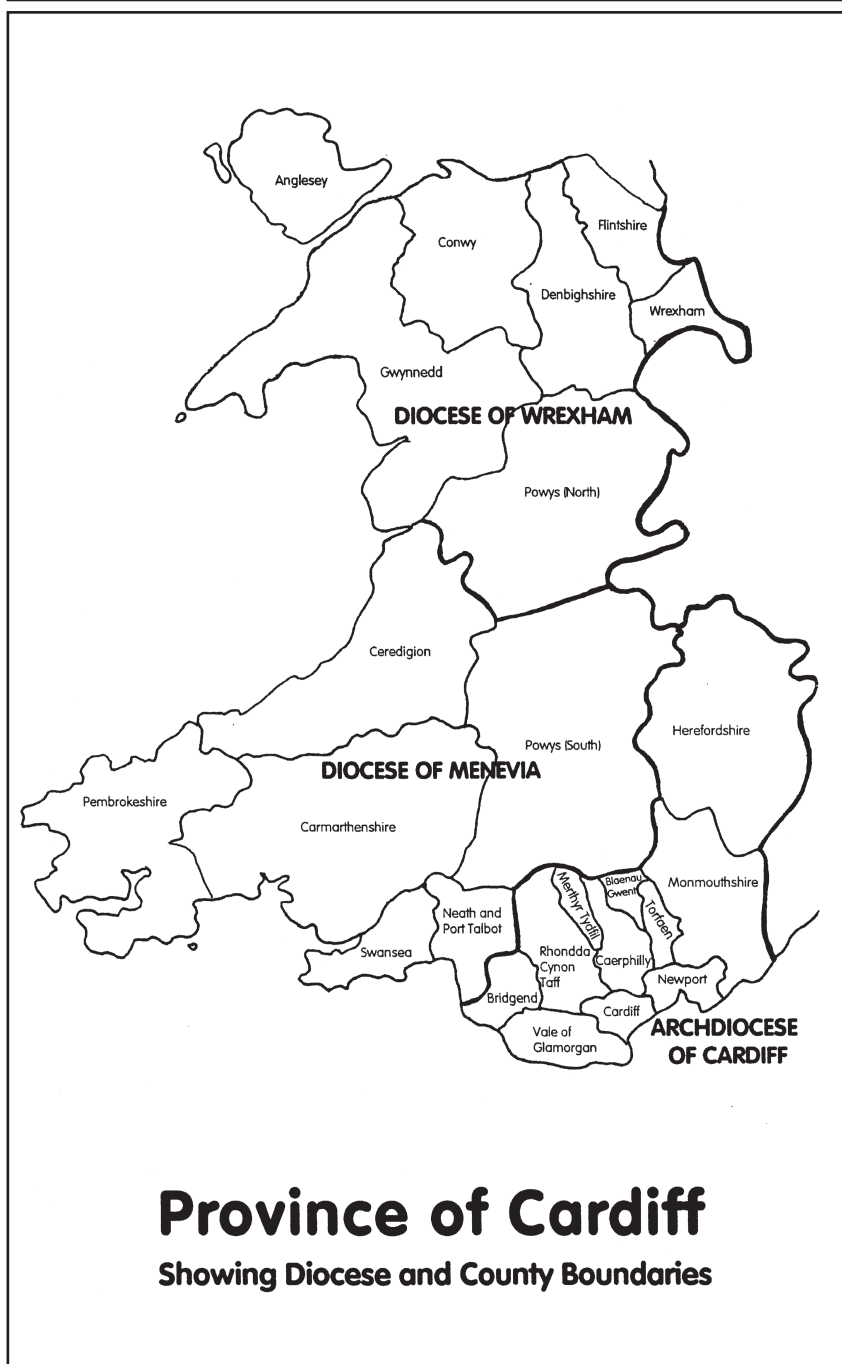 Anglesey
Conwy
Flintshire
Denbighshire
Wrexham
Gwynnedd
DIOCESE OF WREXHAM
Powys (North)
Ceredigion
Herefordshire
Powys (South)
DIOCESE OF MENEVIA
Pembrokeshire
Carmarthenshire
Merthyr Tydfil
Blaenau
Gwent
Monmouthshire
Torfaen
Neath and
Port Talbot
Swansea
Rhondda
Cynon
Taff
Caerphilly
Newport
Bridgend
Cardiff
Vale of
Glamorgan
ARCHDIOCESE
OF CARDIFF
Province of Cardiff
Showing Diocese and County Boundaries